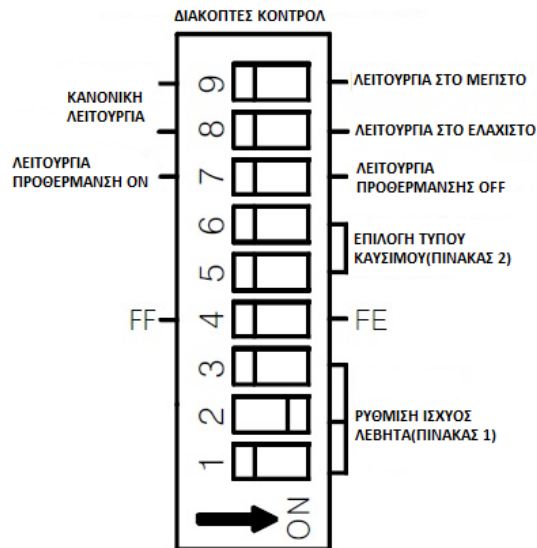 ΔΙΑΚΟΠΤΕΣ ΚΟΝΤΡΟΛ
9
ΛΕΙΤΟΥΡΓΙΑ ΣΤΟ ΜΕΓΙΣΤΟ
ΚΑΝΟΝΙΚΗ
ΛΕΙΤΟΥΡΓΙΑ
8
ΛΕΙΤΟΥΡΓΙΑ ΣΤΟ ΕΛΑΧΙΣΤΟ
ΛΕΙΤΟΥΡΓΙΑ
ΠΡΟΘΕΡΜΑΝΣΗ ΟΝ
7
ΛΕΙΤΟΥΡΓΙΑ
ΠΡΟΘΕΡΜΑΝΣΗΣ OFF
6
ΕΠΙΛΟΓΗ ΤΥΠΟΥ
ΚΑΥΣΙΜΟΥ(ΠΙΝΑΚΑΣ 2)
5
FF
4
FE
3
2
ΡΥΘΜΙΣΗ ΙΣΧΥΟΣ
ΛΕΒΗΤΑ(ΠΙΝΑΚΑΣ 1)
1
ON